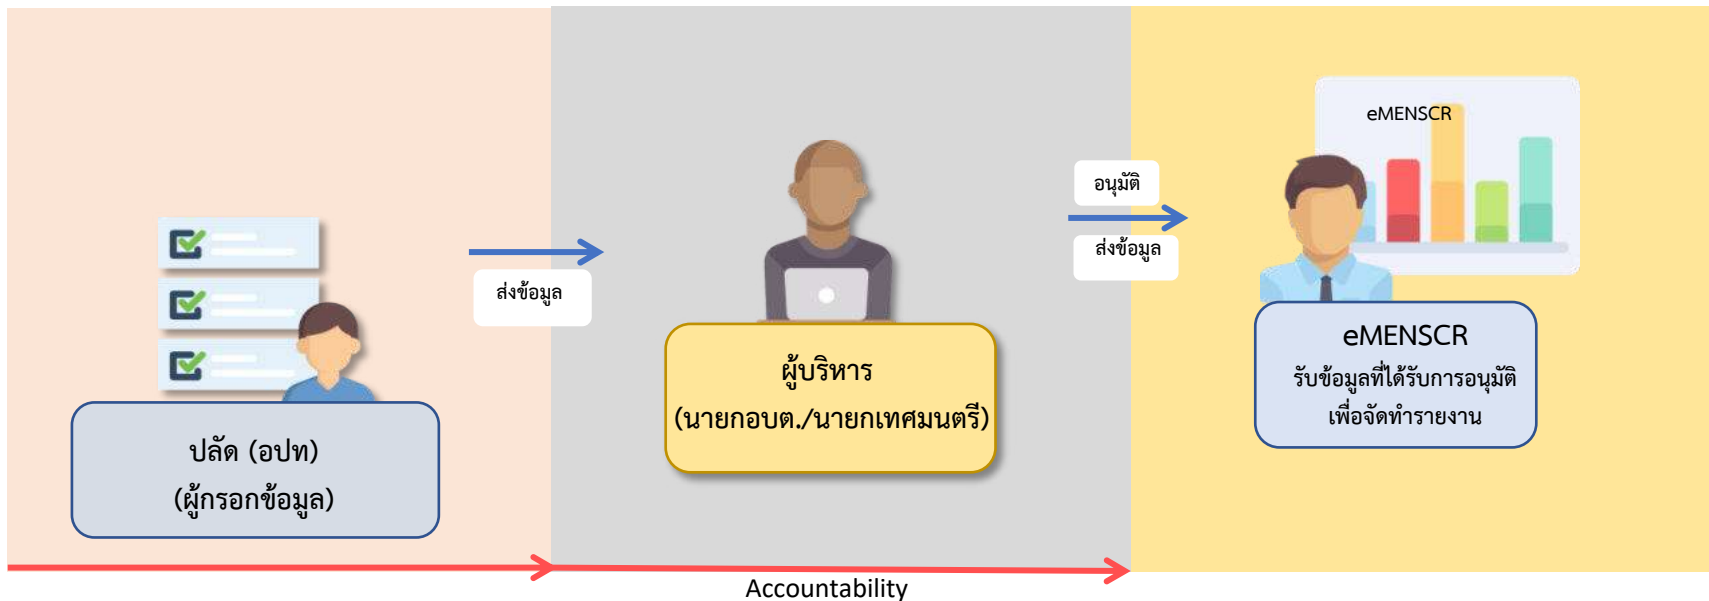 ปลัด (อปท)
(ผู้กรอกข้อมูล)
ส่งข้อมูล
ผู้บริหาร
(นายกอบต./นายกเทศมนตรี)
อนุมัติ
ส่งข้อมูล
eMENSCR
eMENSCR
รับข้อมูลที่ได้รับการอนุมัติ
เพื่อจัดทำรายงาน
Accountability